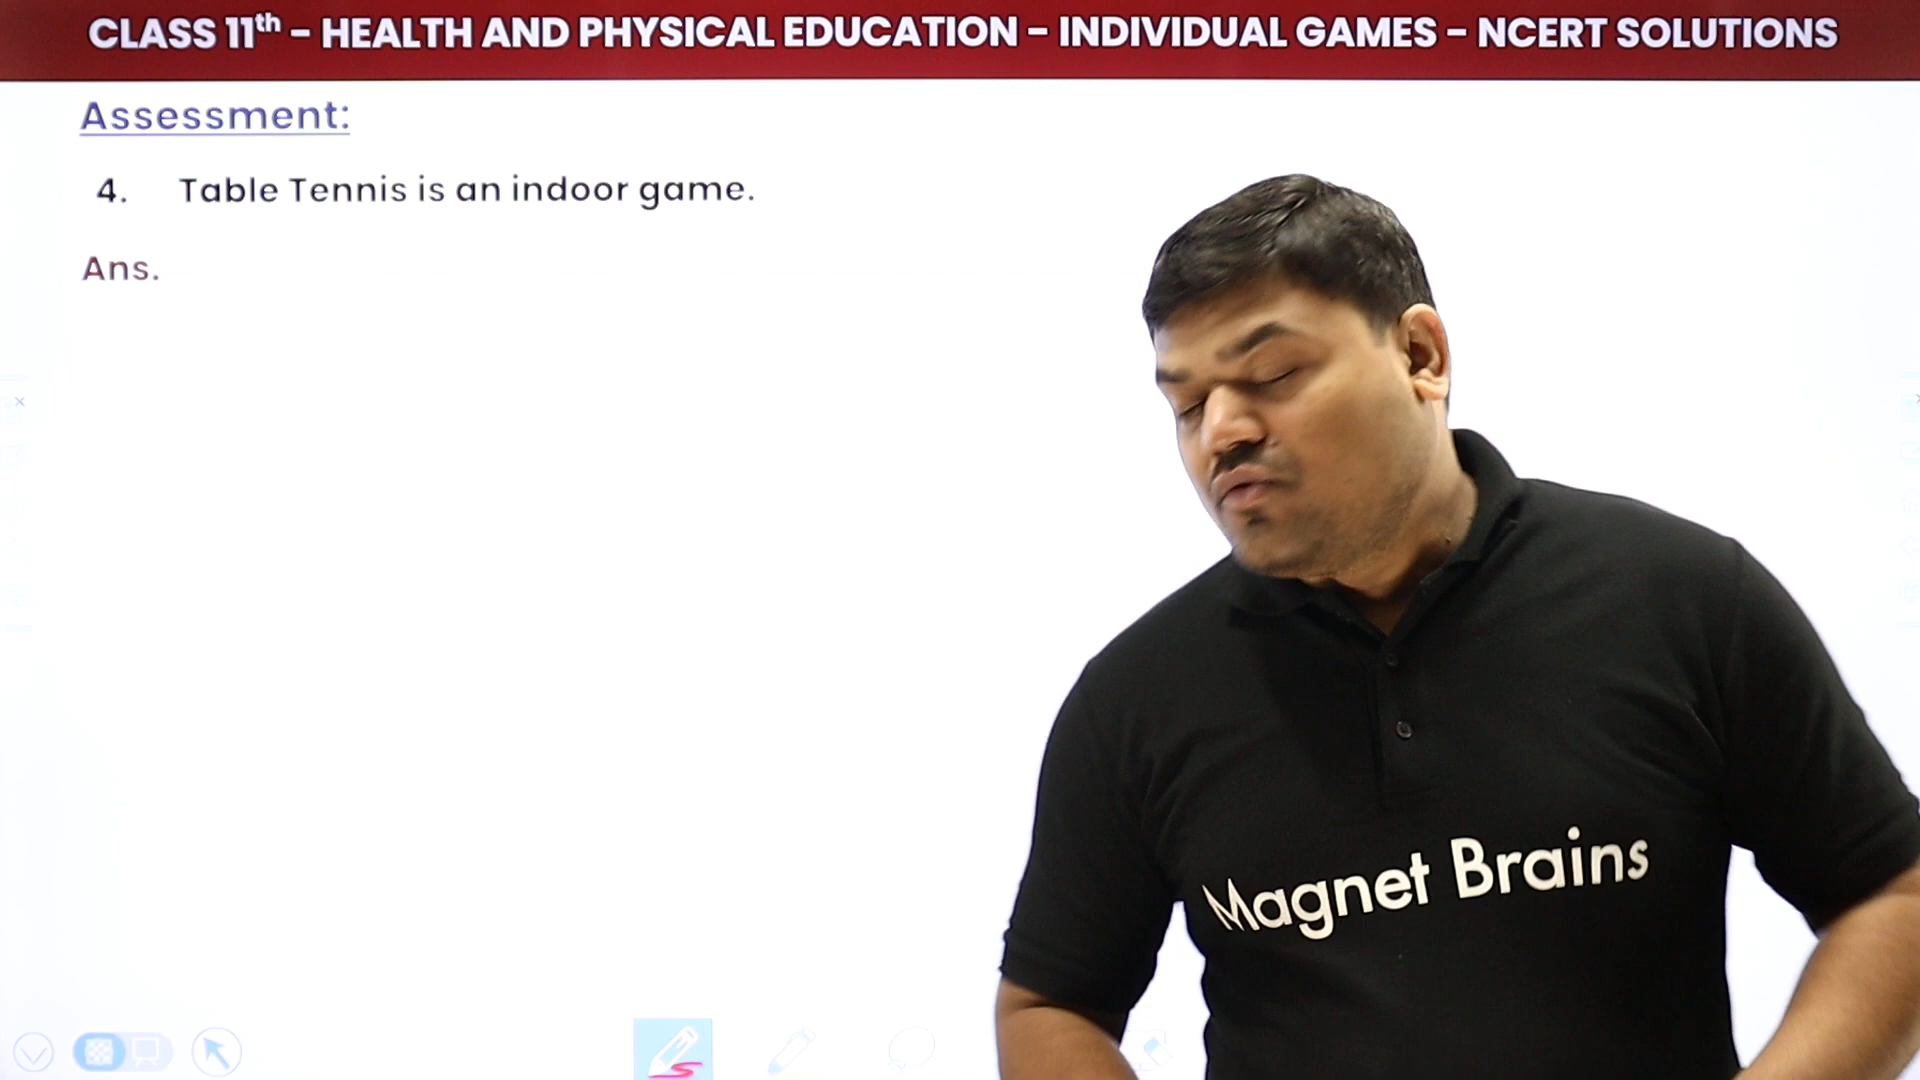 CLASS 11th – HEALTH AND PHYSICAL EDUCATION – INDIVIDUAL GAMES – NCERT SOLUTIONS
Assessment:
4. Table Tennis is an indoor game.
Ans.
Magnet Brains